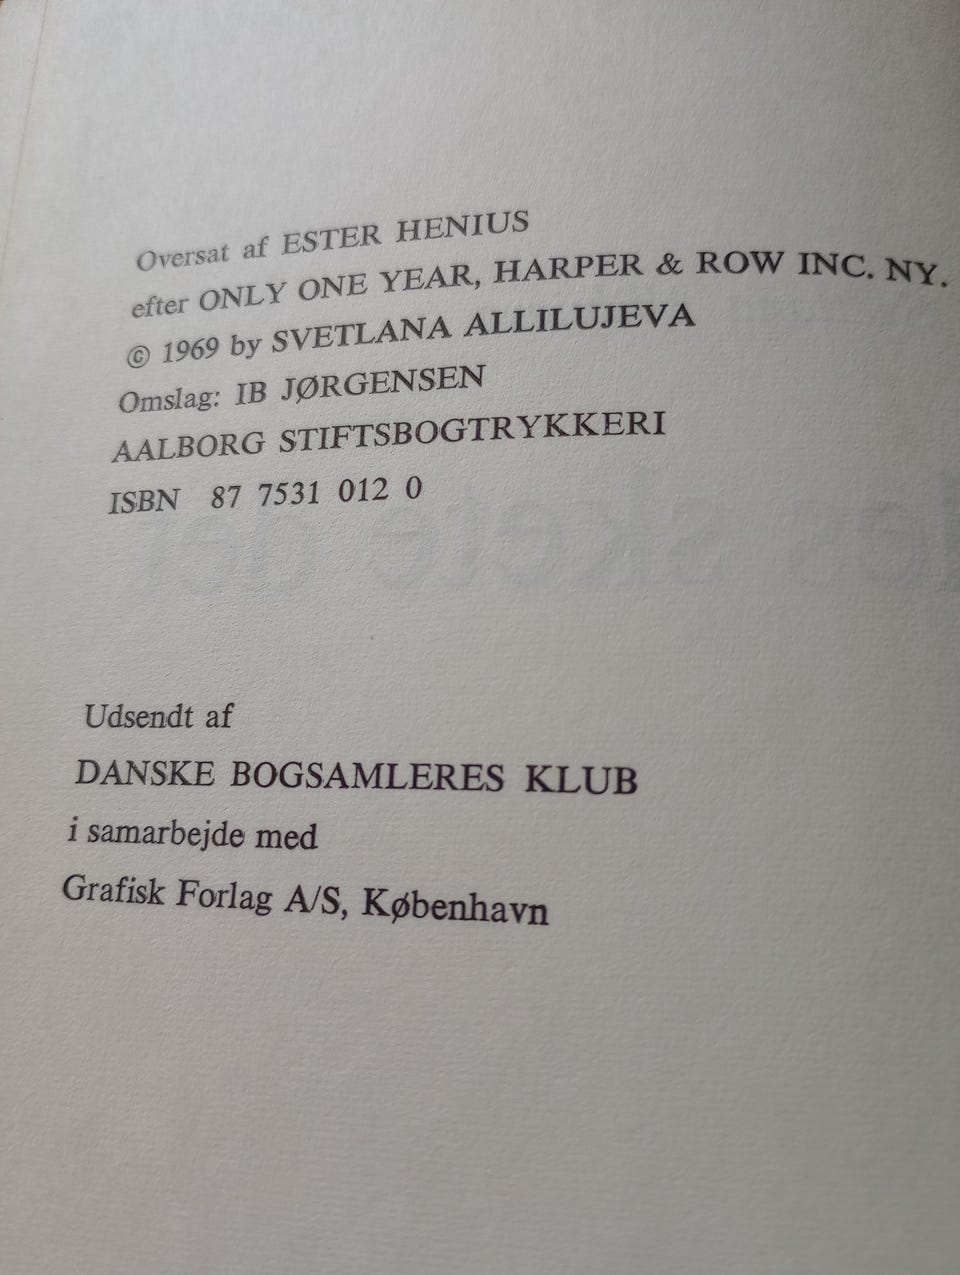 Oversat af ESTER HENIUS
efter ONLY ONE YEAR, HARPER & ROW INC. NY.
© 1969 by SVETLANA ALLILUJEVA
Omslag: IB JØRGENSEN
AALBORG STIFTSBOGTRYKKERI
ISBN 87 7531 012 0
Udsendt af
DANSKE BOGSAMLERES KLUB
i samarbejde med
Grafisk Forlag A/S, København